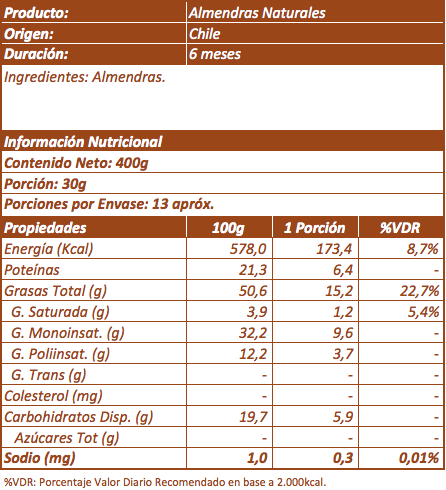 Producto: Almendras Naturales
Origen: Chile
Duración: 6 meses
Ingredientes: Almendras.
Información Nutricional
Contenido Neto: 400g
Porción: 30g
Porciones por Envase: 13 apróx.
Propiedades 100g 1 Porción %VDR
Energía (Kcal) 578,0 173,4 8,7%
Poteínas 21,3 6,4 -
Grasas Total (g) 50,6 15,2 22,7%
G. Saturada (g) 3,9 1,2 5,4%
G. Monoinsat. (g) 32,2 9,6 -
G. Poliinsat. (g) 12,2 3,7 -
G. Trans (g) - - -
Colesterol (mg) - - -
Carbohidratos Disp. (g) 19,7 5,9 -
Azúcares Tot (g) - - -
Sodio (mg) 1,0 0,3 0,01%
%VDR: Porcentaje Valor Diario Recomendado en base a 2.000kcal.